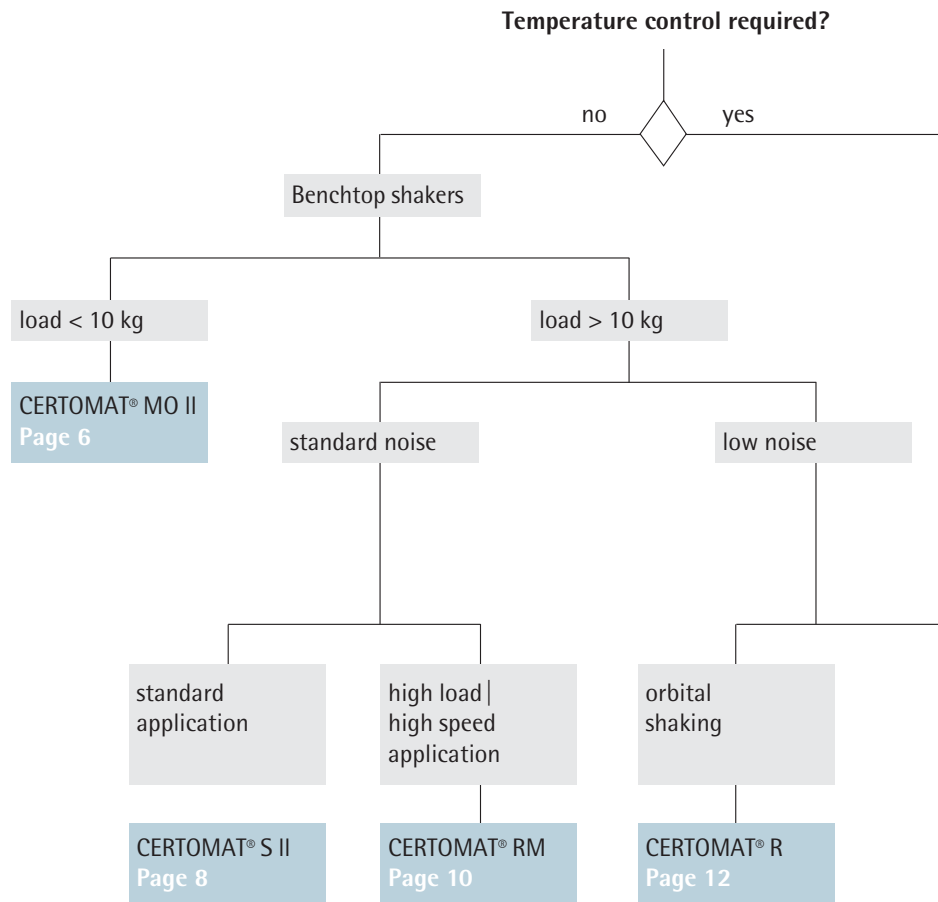 Temperature control required?
no
yes
Benchtop shakers
load < 10 kg
load > 10 kg
CERTOMAT® MO II
Page 6
standard noise
low noise
standard
application
high load|
high speed
application
orbital
shaking
CERTOMAT® S II
Page 8
CERTOMAT® RM
Page 10
CERTOMAT® R
Page 12